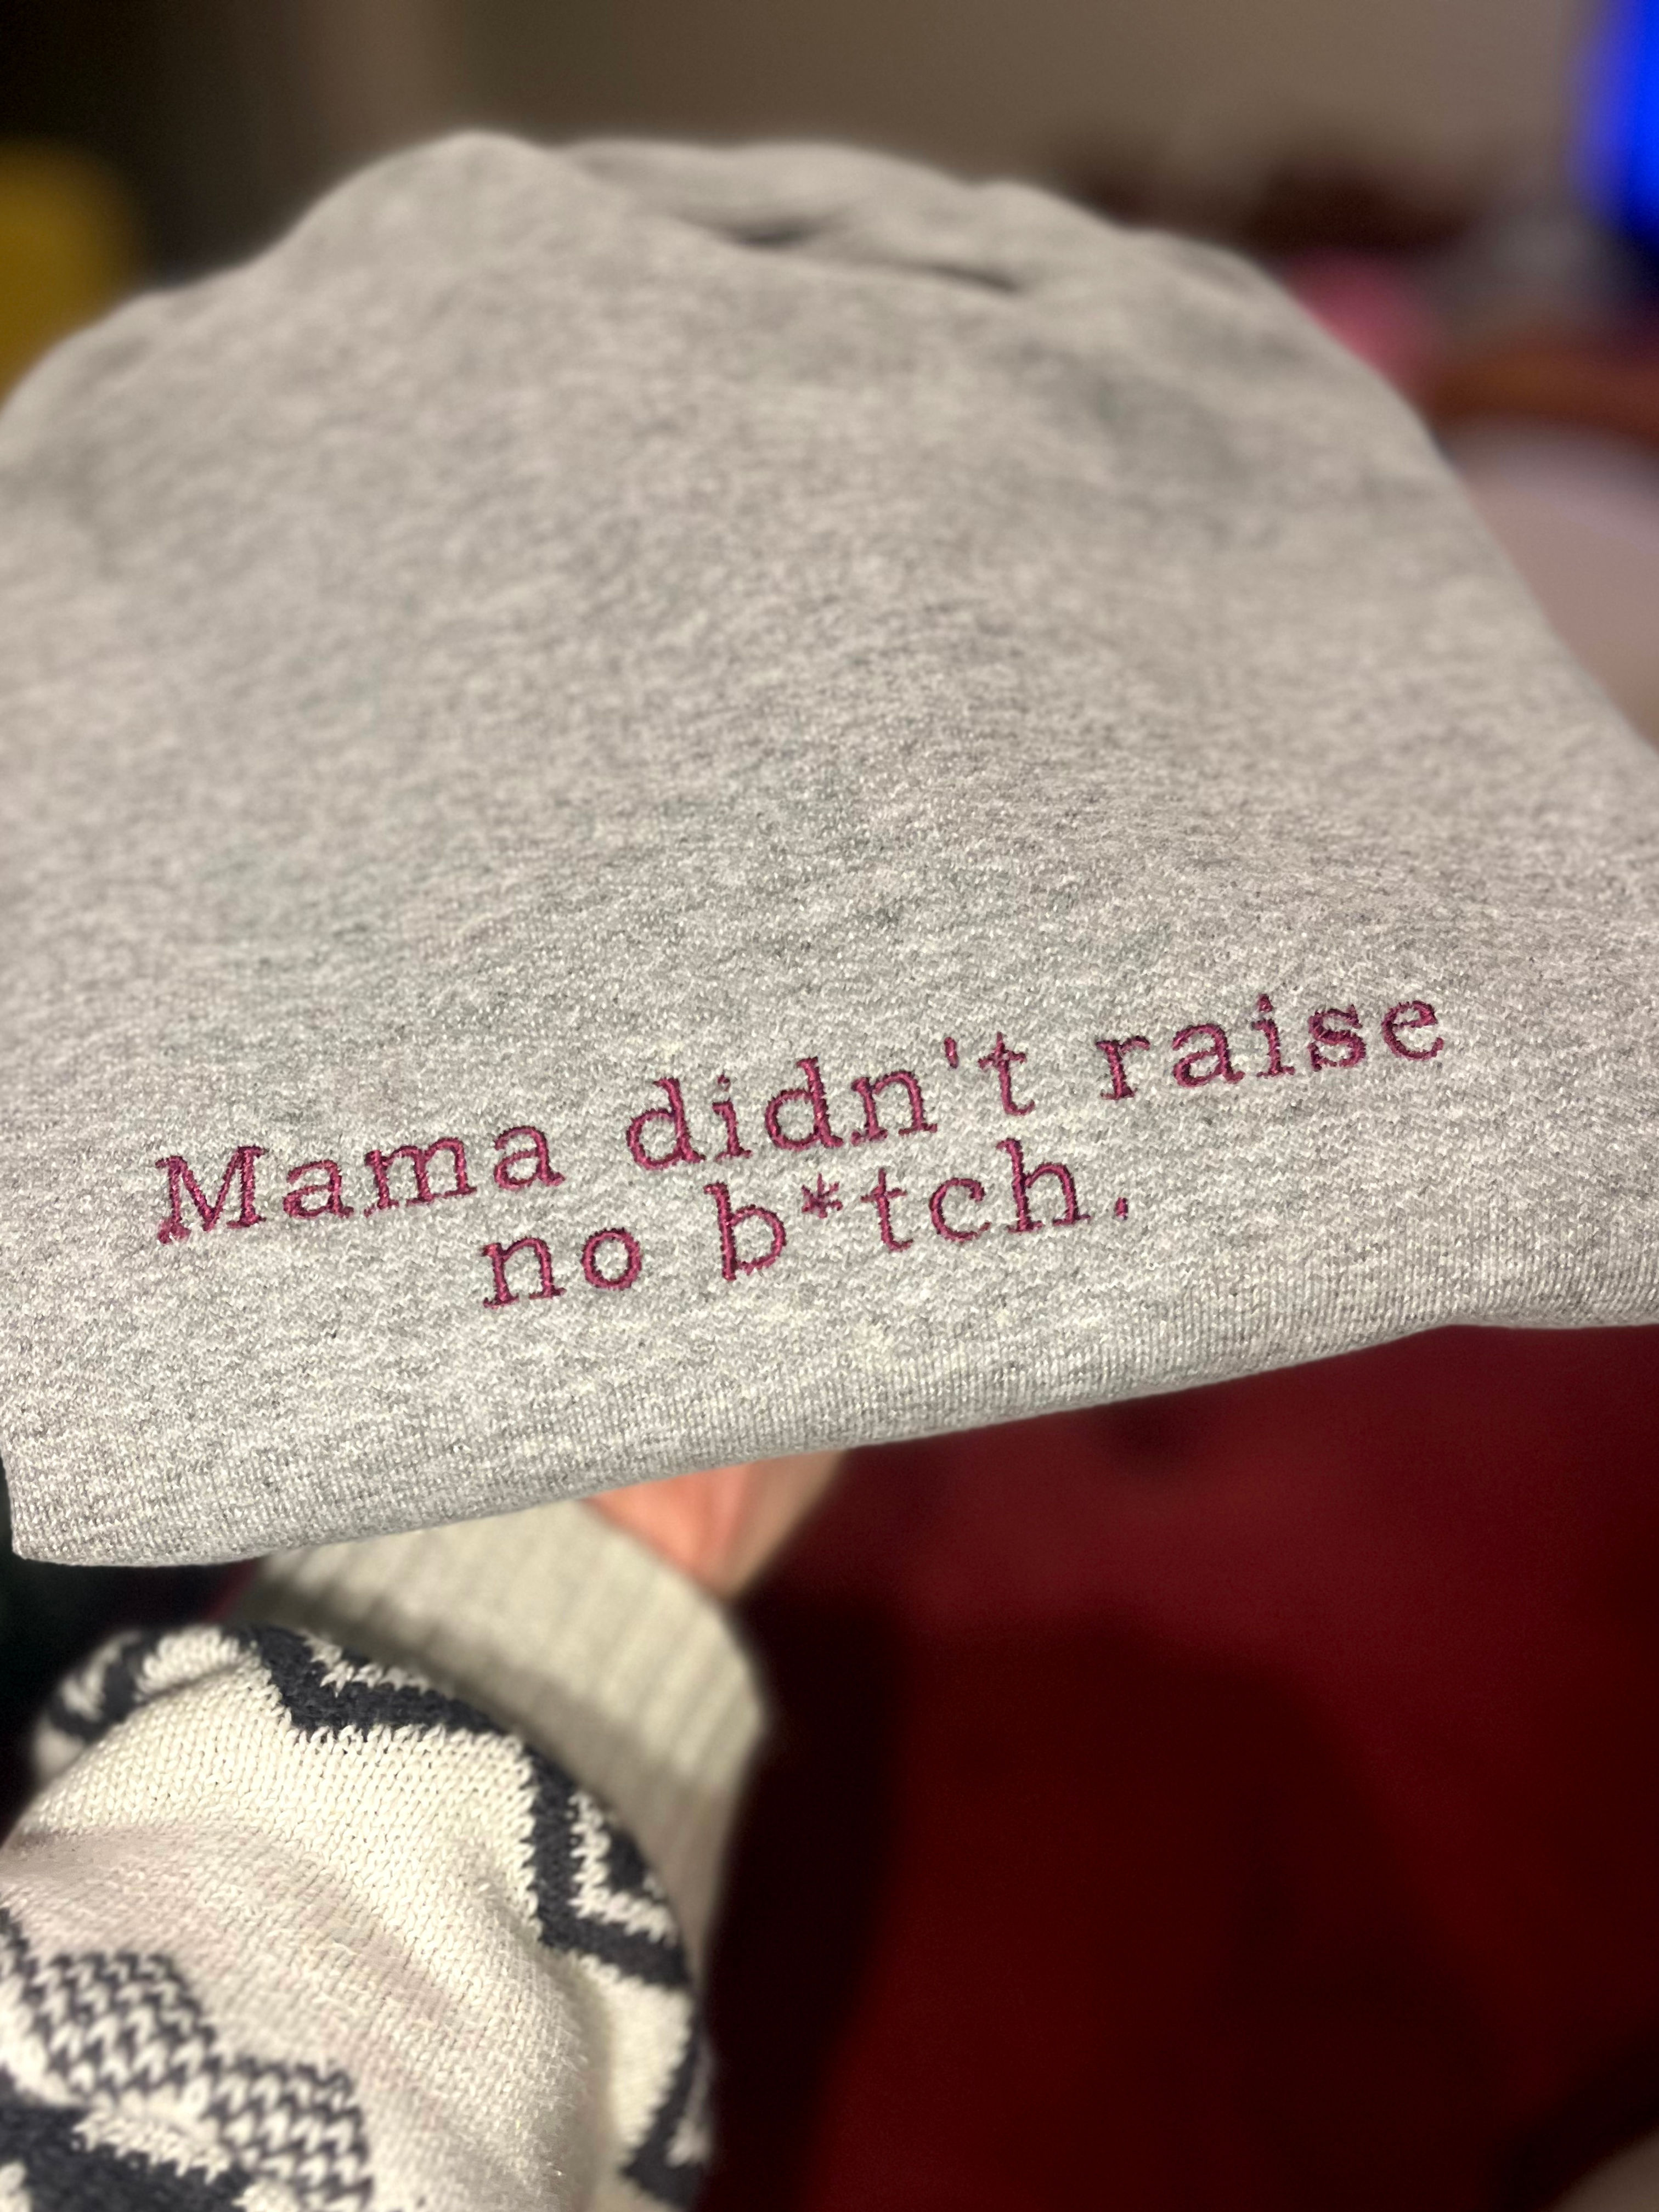 Mama didn't raise
no b*tch.